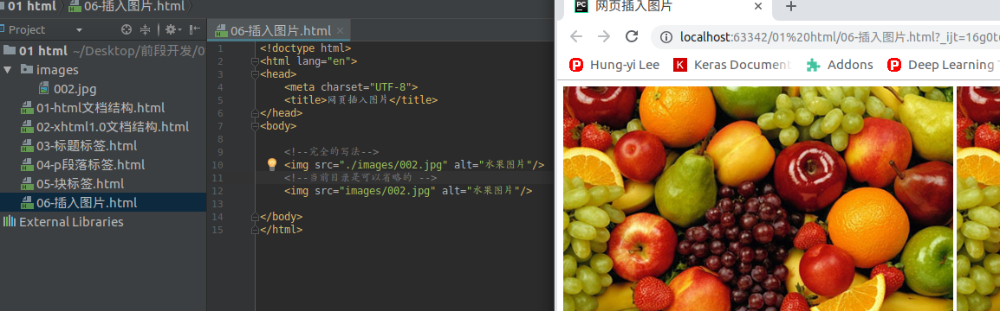 01 html
06-插入图片.html
Project
01 html ~/Desktop/前段开发/0
images
002.jpg
01-html文档结构.html
02-xhtml1.0文档结构.html
03-标题标签.html
04-p段落标签.html
05-块标签.html
06-插入图片.html
External Libraries
06-插入图片.html
1 <!doctype html>
2 <html lang="en">
3 <head>
4 <meta charset="UTF-8">
5 <title>网页插入图片</title>
6 </head>
7 <body>
8
9 <!--完全的写法-->
10 <img src="./images/002.jpg" alt="水果图片"/>
11 <!--当前目录是可以省略的 -->
12 <img src="images/002.jpg" alt="水果图片"/>
13
14 </body>
15 </html>
PC 网页插入图片
localhost:63342/01%20html/06-插入图片.html?_ijt=16g0t
Hung-yi Lee
K Keras Document
Addons
Deep Learning